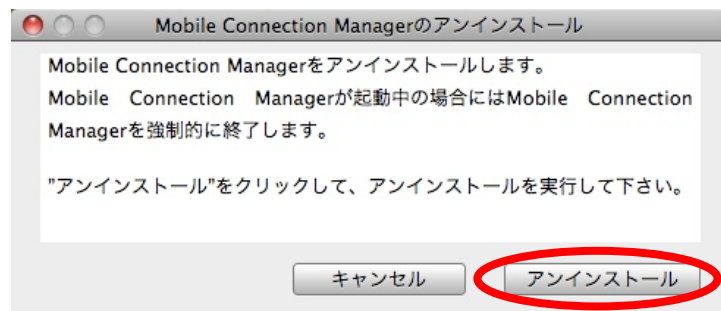 Mobile Connection Managerのアンインストール
Mobile Connection Managerをアンインストールします。
Mobile　Connection　Managerが起動中の場合にはMobile　Connection
Managerを強制的に終了します。
"アンインストール"をクリックして、アンインストールを実行して下さい。
キャンセル
アンインストール